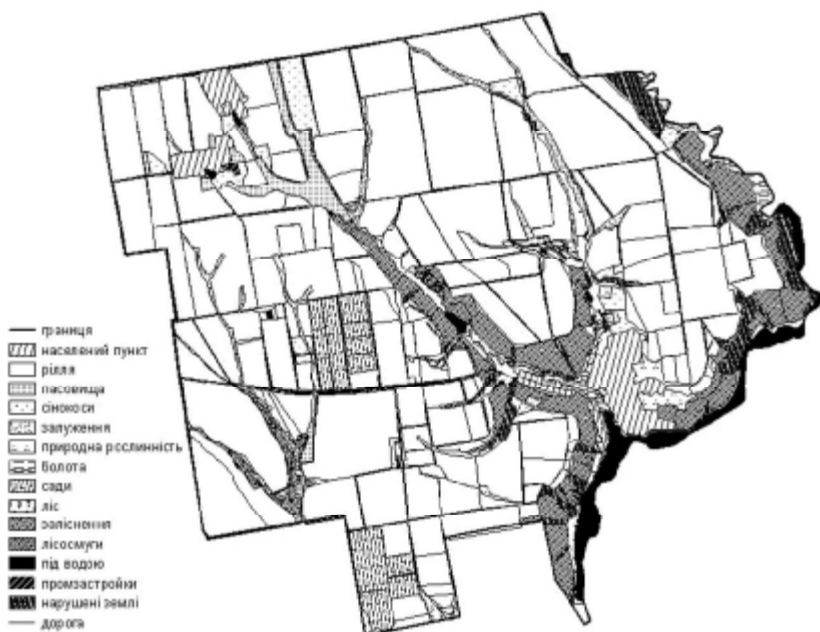 границя
населений пункт
рілля
пасовища
сінокоси
залуження
природна рослинність
болота
сади
ліс
заліснення
лісосмуги
під водою
промзастройки
нарушені землі
дорога